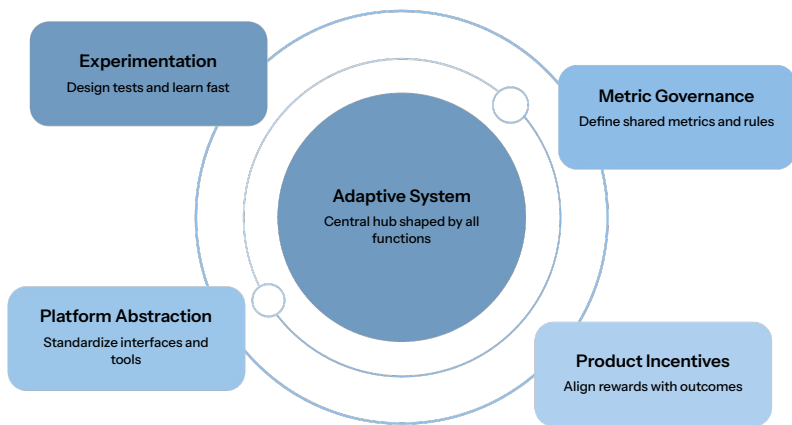 Experimentation
Design tests and learn fast
Metric Governance
Define shared metrics and rules
Adaptive System
Central hub shaped by all
functions
Platform Abstraction
Standardize interfaces and
tools
Product Incentives
Align rewards with outcomes